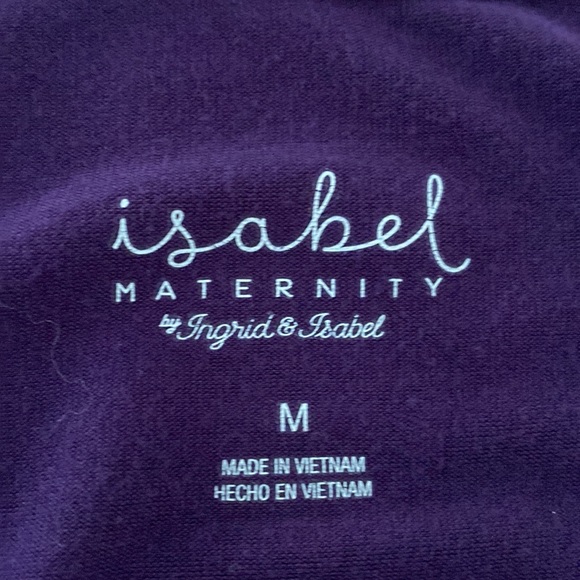 isabel
MATERNITY
by Ingrid & Isabel
M
MADE IN VIETNAM
HECHO EN VIETNAM